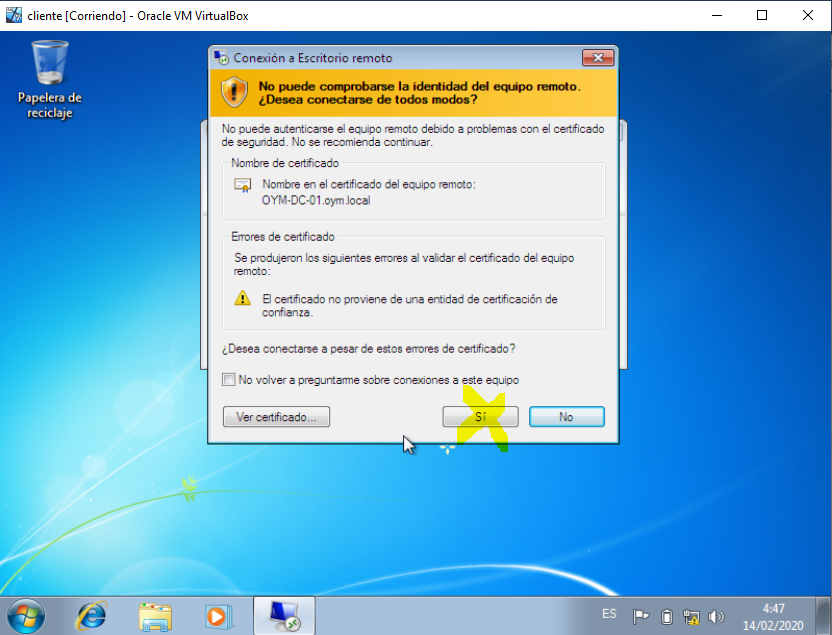 cliente [Corriendo] - Oracle VM VirtualBox
Papelera de
reciclaje
Conexión a Escritorio remoto
No puede comprobarse la identidad del equipo remoto.
¿Desea conectarse de todos modos?
No puede autenticarse el equipo remoto debido a problemas con el certificado
de seguridad. No se recomienda continuar.
Nombre de certificado
Nombre en el certificado del equipo remoto:
OYM-DC-01.oym.local
Errores de certificado
Se produjeron los siguientes errores al validar el certificado del equipo
remoto:
El certificado no proviene de una entidad de certificación de
confianza.
¿Desea conectarse a pesar de estos errores de certificado?
No volver a preguntarme sobre conexiones a este equipo
Ver certificado... Sí No
ES 4:47
14/02/2020